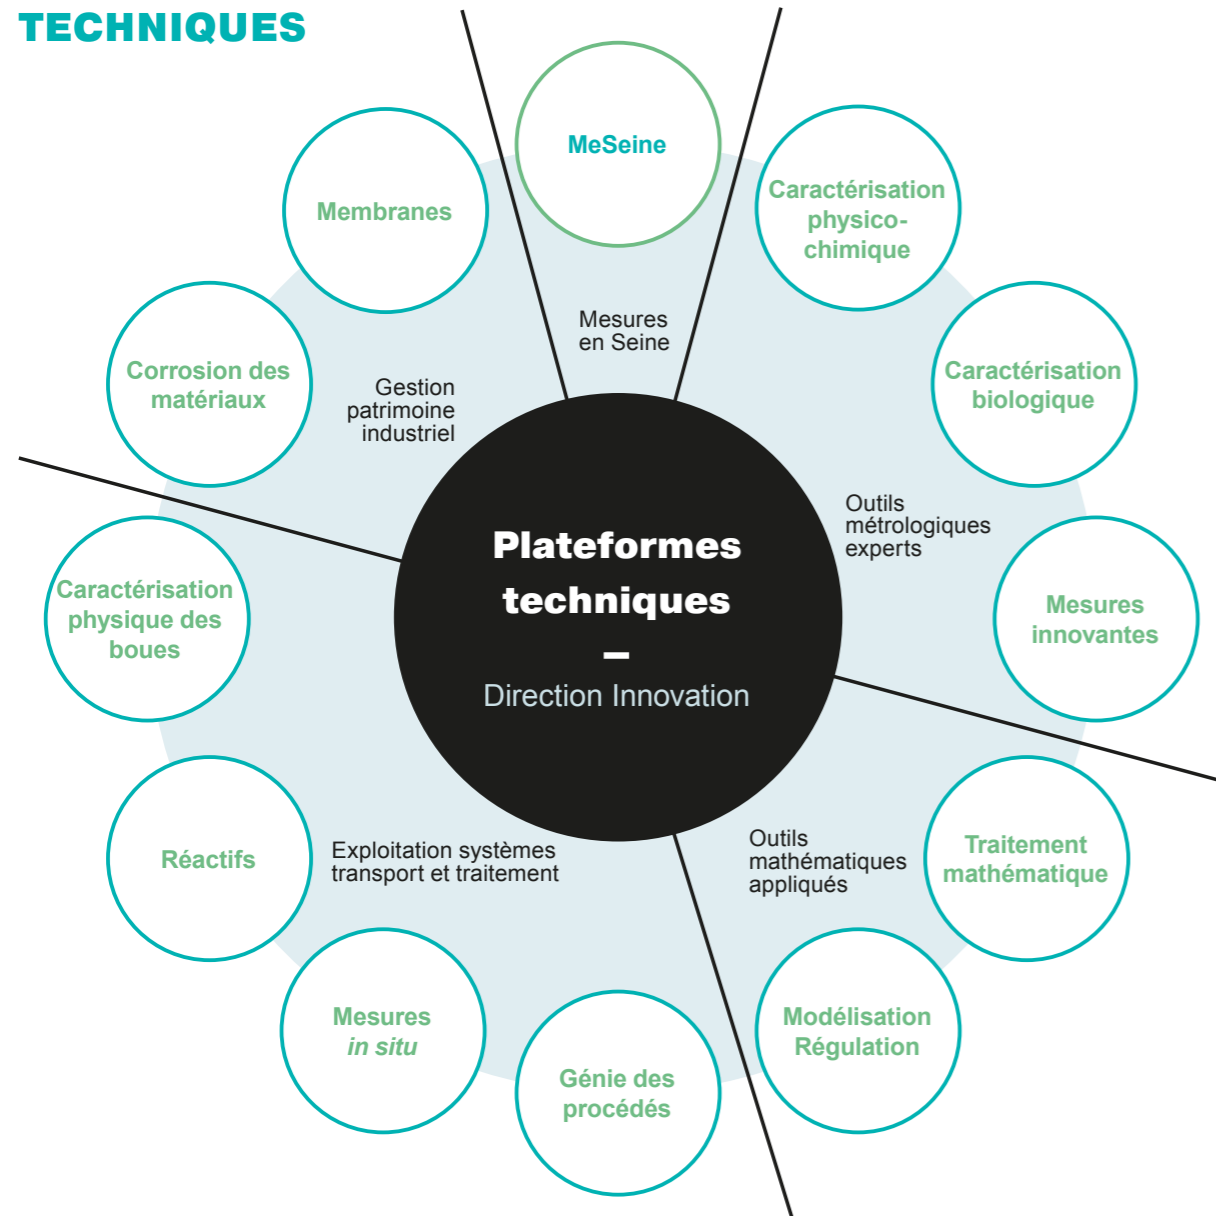 TECHNIQUES
MeSeine
Caractérisation
physico-
chimique
Membranes
Mesures
en Seine
Corrosion des
matériaux
Gestion
patrimoine
industriel
Caractérisation
biologique
Outils
métrologiques
experts
Plateformes
techniques
–
Direction Innovation
Caractérisation
physique des
boues
Mesures
innovantes
Réactifs
Exploitation systèmes
transport et traitement
Outils
mathématiques
appliqués
Traitement
mathématique
Mesures
in situ
Génie des
procédés
Modélisation
Régulation